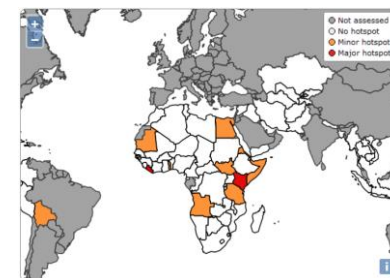 +
−
Not assessed
No hotspot
Minor hotspot
Major hotspot
i